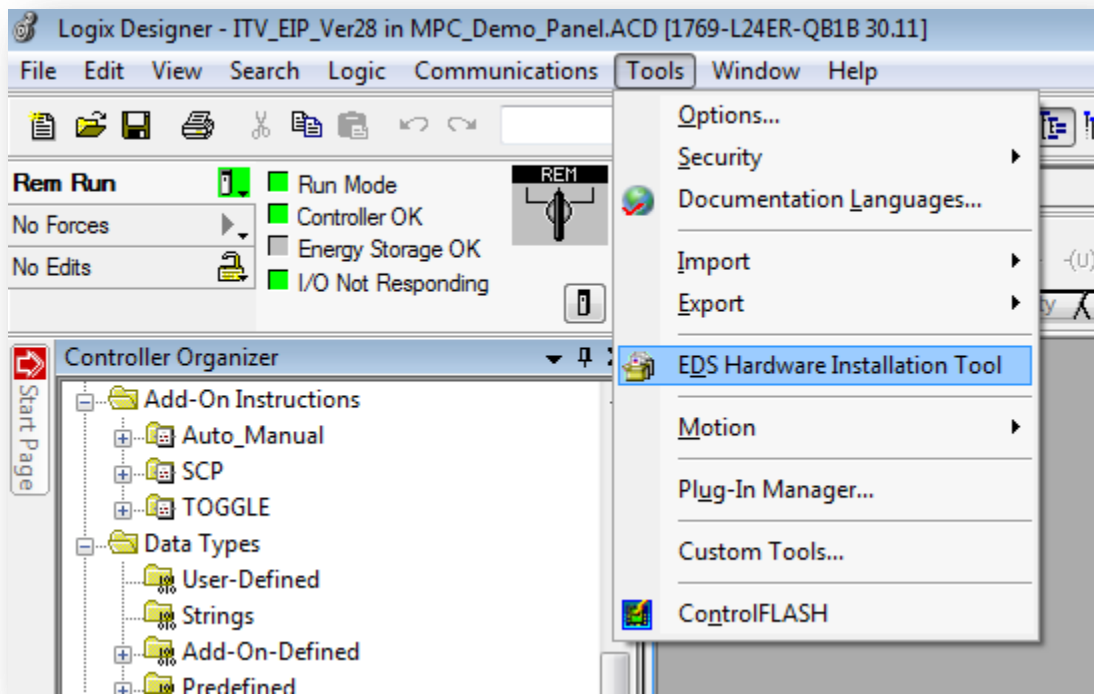 Logix Designer - ITV_EIP_Ver28 in MPC_Demo_Panel.ACD [1769-L24ER-QB1B 30.11]
File Edit View Search Logic Communications Tools Window Help
Options...
Security
Documentation Languages...
Import
Export
EDS Hardware Installation Tool
Motion
Plug-In Manager...
Custom Tools...
ControlFLASH
Rem Run
No Forces
No Edits
Run Mode
Controller OK
Energy Storage OK
I/O Not Responding
REM
(U)
Start Page
Controller Organizer
Add-On Instructions
Auto_Manual
SCP
TOGGLE
Data Types
User-Defined
Strings
Add-On-Defined
Predefined